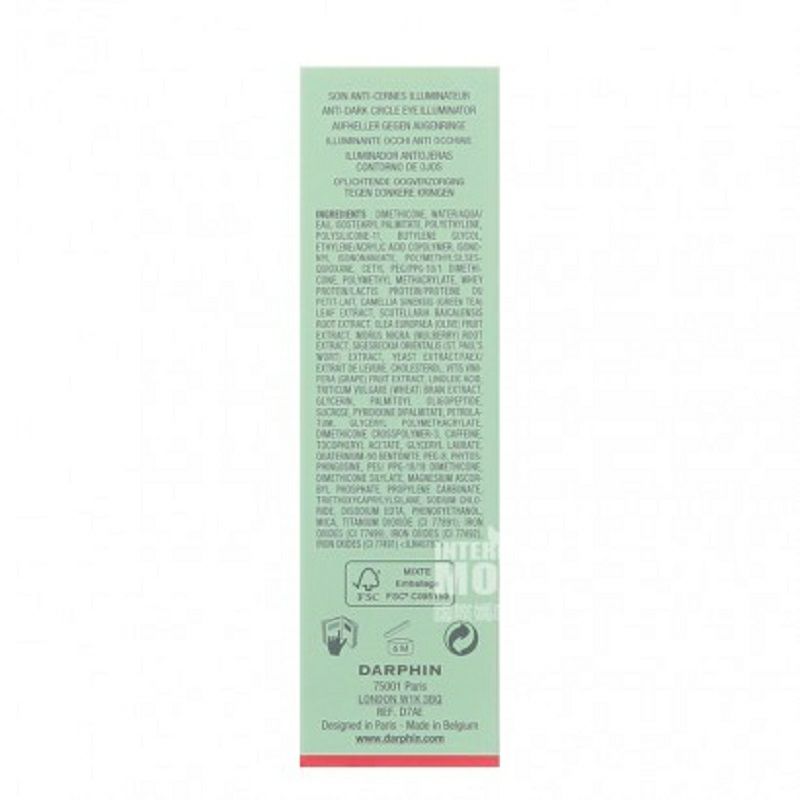 SOIN ANTI-CERNES ILLUMINATEUR
ANTI-DARK CIRCLE EYE ILLUMINATOR
AUFHELLER GEGEN AUGENRINGE
ILLUMINANTE OCCHI ANTI OCCHIAIE
ILUMINADOR ANTIOJERAS
CONTORNO DE OJOS
OPLICHTENDE OOGVERZORGING
TEGEN DONKERE KRINGEN
INGREDIENTS : DIMETHICONE, WATER/AQUA/
EAU, ISOSTEARYL PALMITATE, POLYETHYLENE,
POLYSILICONE-11, BUTYLENE GLYCOL,
ETHYLENE/ACRYLIC ACID COPOLYMER, ISONO-
NYL ISONONANOATE, POLYMETHYLSILSES-
QUIOXANE, CETYL PEG/PPG-10/1 DIMETHI-
CONE, POLYMETHYL METHACRYLATE, WHEY
PROTEIN/LACTIS PROTEIN/PROTEINE DU
PETIT-LAIT, CAMELLIA SINENSIS (GREEN TEA)
LEAF EXTRACT, SCUTELLARIA BAICALENSIS
ROOT EXTRACT, OLEA EUROPAEA (OLIVE) FRUIT
EXTRACT, MORUS NIGRA (MULBERRY) ROOT
EXTRACT, SIGESBECKIA ORIENTALIS (ST. PAUL'S
WORT) EXTRACT, YEAST EXTRACT/FAEX/
EXTRAIT DE LEVURE, CHOLESTEROL, VITIS VINI-
FERA (GRAPE) FRUIT EXTRACT, LINOLEIC ACID,
TRITICUM VULGARE (WHEAT) BRAN EXTRACT,
GLYCERIN, PALMITOYL OLIGOPEPTIDE,
SUCROSE, PYRIDOXINE DIPALMITATE, PETROLA-
TUM, GLYCERYL POLYMETHACRYLATE,
DIMETHICONE CROSSPOLYMER-3, CAFFEINE,
TOCOPHERYL ACETATE, GLYCERYL LAURATE,
QUATERNIUM-90 BENTONITE, PEG-8, PHYTOS-
PHINGOSINE, PEG/ PPG-18/18 DIMETHICONE,
DIMETHICONE SILYLATE, MAGNESIUM ASCOR-
BYL PHOSPHATE, PROPYLENE CARBONATE,
TRIETHOXYCAPRYLYLSILANE, SODIUM CHLO-
RIDE, DISODIUM EDTA, PHENOXYETHANOL,
MICA, TITANIUM DIOXIDE (CI 77891), IRON
OXIDES (CI 77499), IRON OXIDES (CI 77492),
IRON OXIDES (CI 77491)
FSC
MIXTE
Emballage
FSC®
6 M
DARPHIN
75001 Paris
LONDON W1K 3BQ
REF. D7AE
Designed in Paris - Made in Belgium
www.darphin.com